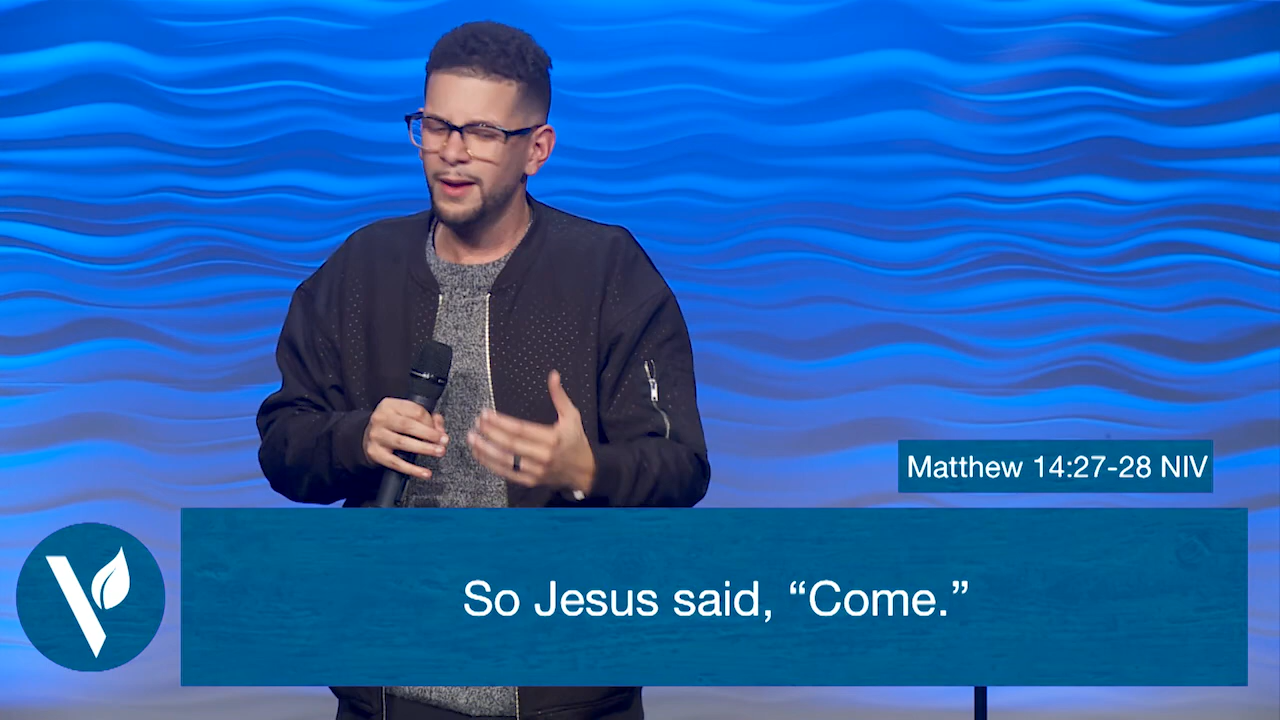 Matthew 14:27-28 NIV
So Jesus said, “Come.”